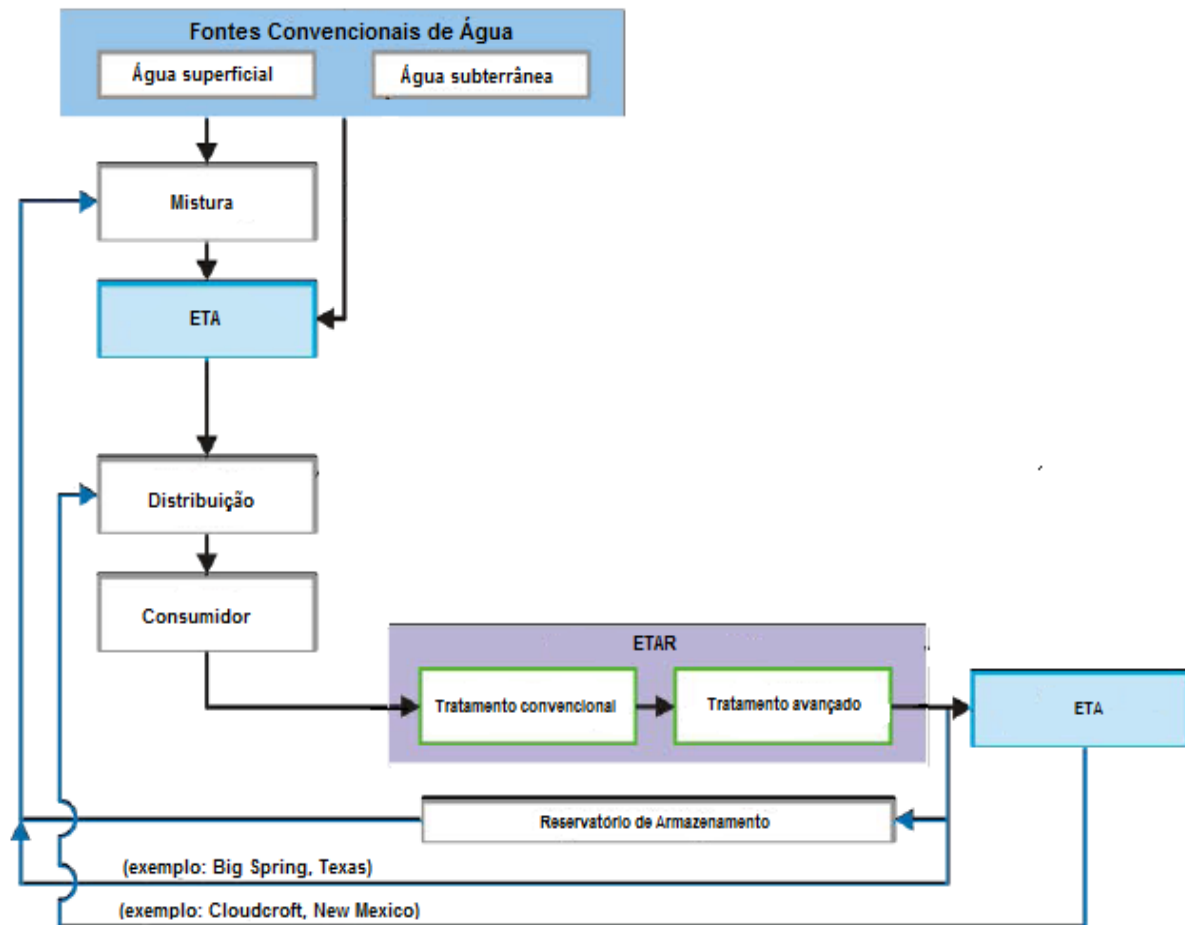 Fontes Convencionais de Água
Água superficial
Água subterrânea
Mistura
ETA
Distribuição
Consumidor
ETAR
Tratamento convencional
Tratamento avançado
ETA
Reservatório de Armazenamento
(exemplo: Big Spring, Texas)
(exemplo: Cloudcroft, New Mexico)